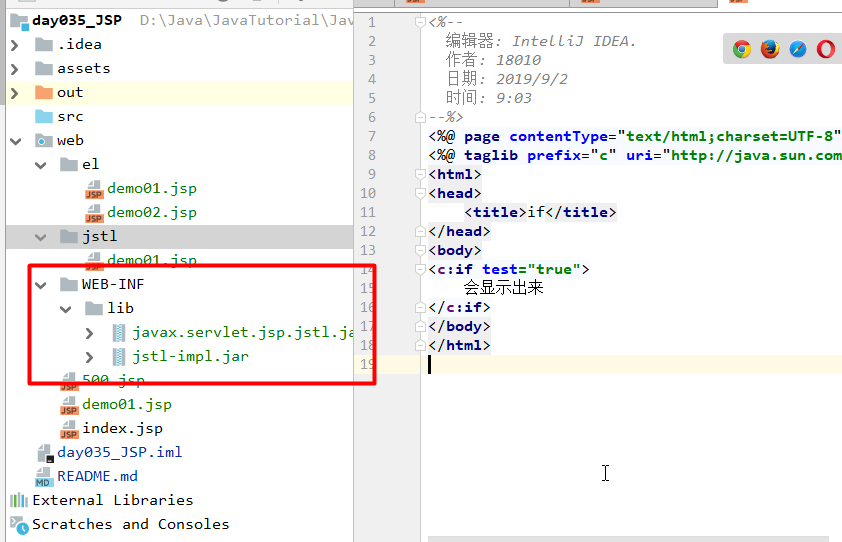 day035_JSP D:\Java\JavaTutorial\Jav
.idea
assets
out
src
web
el
demo01.jsp
demo02.jsp
jstl
demo01.jsp
WEB-INF
lib
javax.servlet.jsp.jstl.ja
jstl-impl.jar
500.jsp
demo01.jsp
index.jsp
day035_JSP.iml
README.md
External Libraries
Scratches and Consoles
1 <%--
2 编辑器: IntelliJ IDEA.
3 作者: 18010
4 日期: 2019/9/2
5 时间: 9:03
6 --%>
7 <%@ page contentType="text/html;charset=UTF-8"
8 <%@ taglib prefix="c" uri="http://java.sun.com
9 <html>
10 <head>
11 <title>if</title>
12 </head>
13 <body>
14 <c:if test="true">
15 会显示出来
16 </c:if>
17 </body>
18 </html>
19